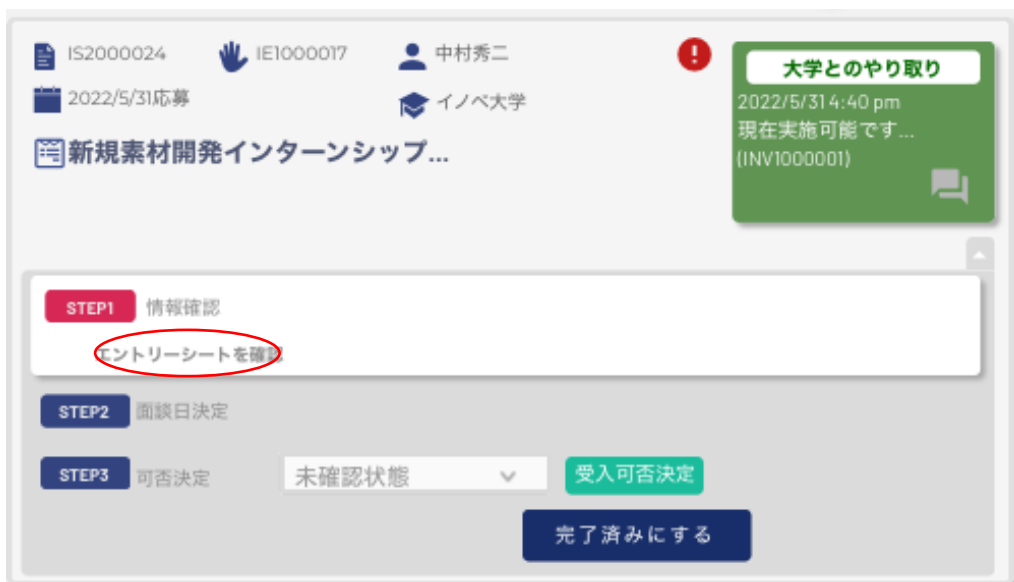 IS2000024 IE1000017 中村秀二
2022/5/31応募 イノベ大学
新規素材開発インターンシップ...
大学とのやり取り
2022/5/31 4:40 pm
現在実施可能です...
(INV1000001)
STEP1 情報確認
エントリーシートを確認
STEP2 面談日決定
STEP3 可否決定 未確認状態 受入可否決定
完了済みにする